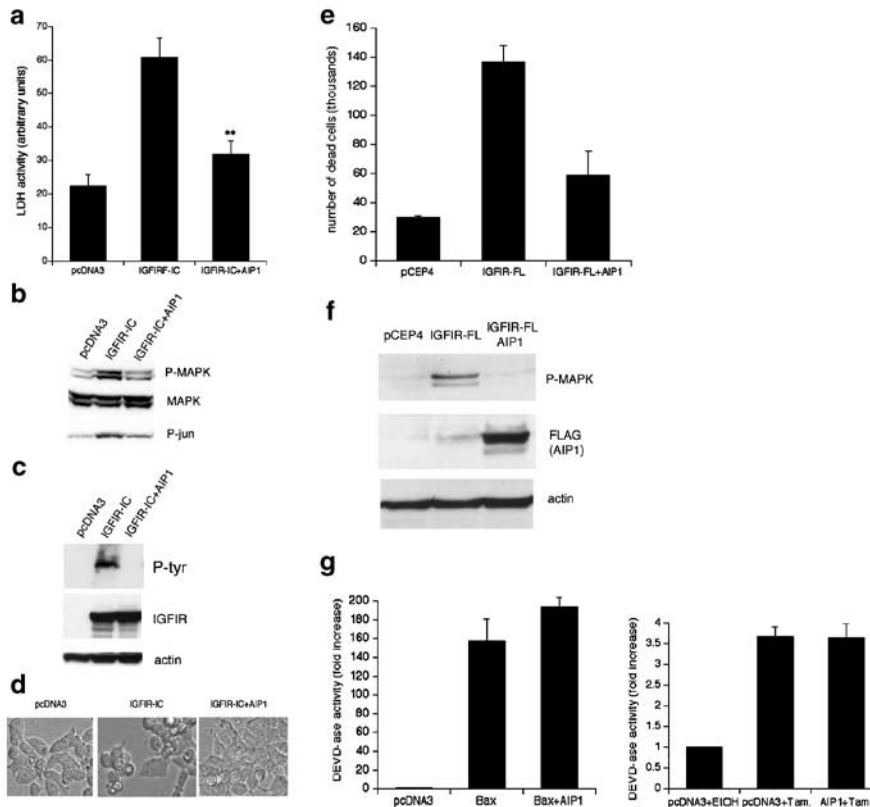 a
LDH activity (arbitrary units)
70
60
50
40
30
20
10
0
**
pcDNA3
IGFIRF-IC
IGFIR-IC+AIP1
b
pcDNA3
IGFIR-IC
IGFIR-IC+AIP1
P-MAPK
MAPK
P-jun
c
pcDNA3
IGFIR-IC
IGFIR-IC+AIP1
P-tyr
IGFIR
actin
d
pcDNA3
IGFIR-IC
IGFIR-IC+AIP1
e
number of dead cells (thousands)
160
140
120
100
80
60
40
20
0
pCEP4
IGFIR-FL
IGFIR-FL+AIP1
f
pCEP4
IGFIR-FL
IGFIR-FL
AIP1
P-MAPK
FLAG
(AIP1)
actin
g
DEVD-ase activity (fold increase)
200
180
160
140
120
100
80
60
40
20
0
pcDNA3
Bax
Bax+AIP1
DEVD-ase activity (fold increase)
4
3.5
3
2.5
2
1.5
1
0.5
0
pcDNA3+EtOH
pcDNA3+Tam.
AIP1+Tam